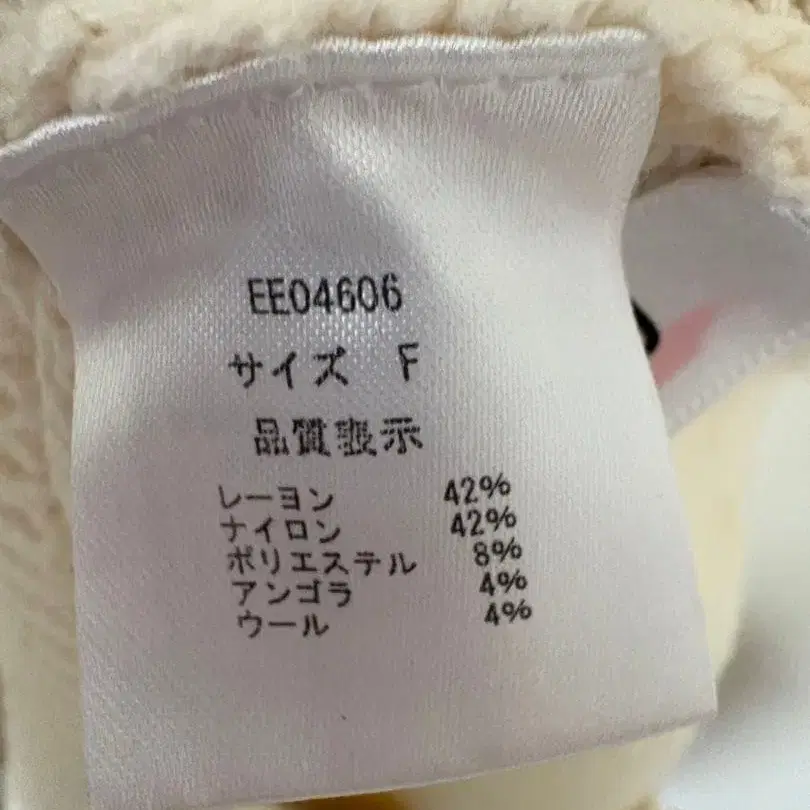 EE04606
サイズ F
品質表示
レーヨン 42%
ナイロン 42%
ポリエステル 8%
アンゴラ 4%
ウール 4%